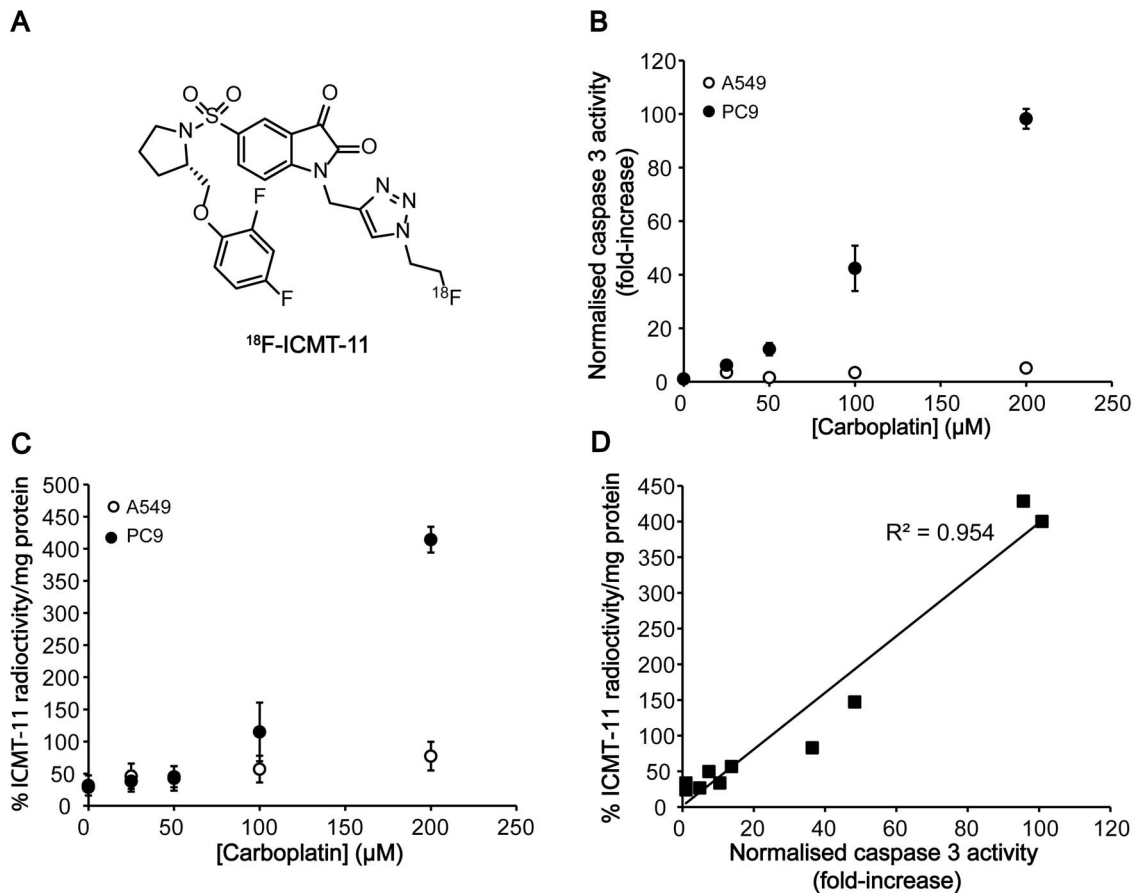 A
O O
S
N
O
O
N
O
F
F
N
N
N
¹⁸F
¹⁸F-ICMT-11
B
Normalised caspase 3 activity
(fold-increase)
120
100
80
60
40
20
0
A549
PC9
0 50 100 150 200 250
[Carboplatin] (µM)
C
% ICMT-11 radioctivity/mg protein
500
450
400
350
300
250
200
150
100
50
0
A549
PC9
0 50 100 150 200 250
[Carboplatin] (µM)
D
% ICMT-11 radioctivity/mg protein
450
400
350
300
250
200
150
100
50
0
R² = 0.954
0 20 40 60 80 100 120
Normalised caspase 3 activity
(fold-increase)